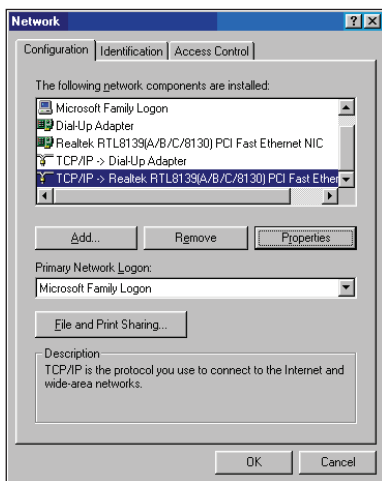 Network
Configuration Identification Access Control
The following network components are installed:
Microsoft Family Logon
Dial-Up Adapter
Realtek RTL8139(A/B/C/8130) PCI Fast Ethernet NIC
TCP/IP -> Dial-Up Adapter
TCP/IP -> Realtek RTL8139(A/B/C/8130) PCI Fast Ether
Add... Remove Properties
Primary Network Logon:
Microsoft Family Logon
File and Print Sharing...
Description
TCP/IP is the protocol you use to connect to the Internet and
wide-area networks.
OK Cancel